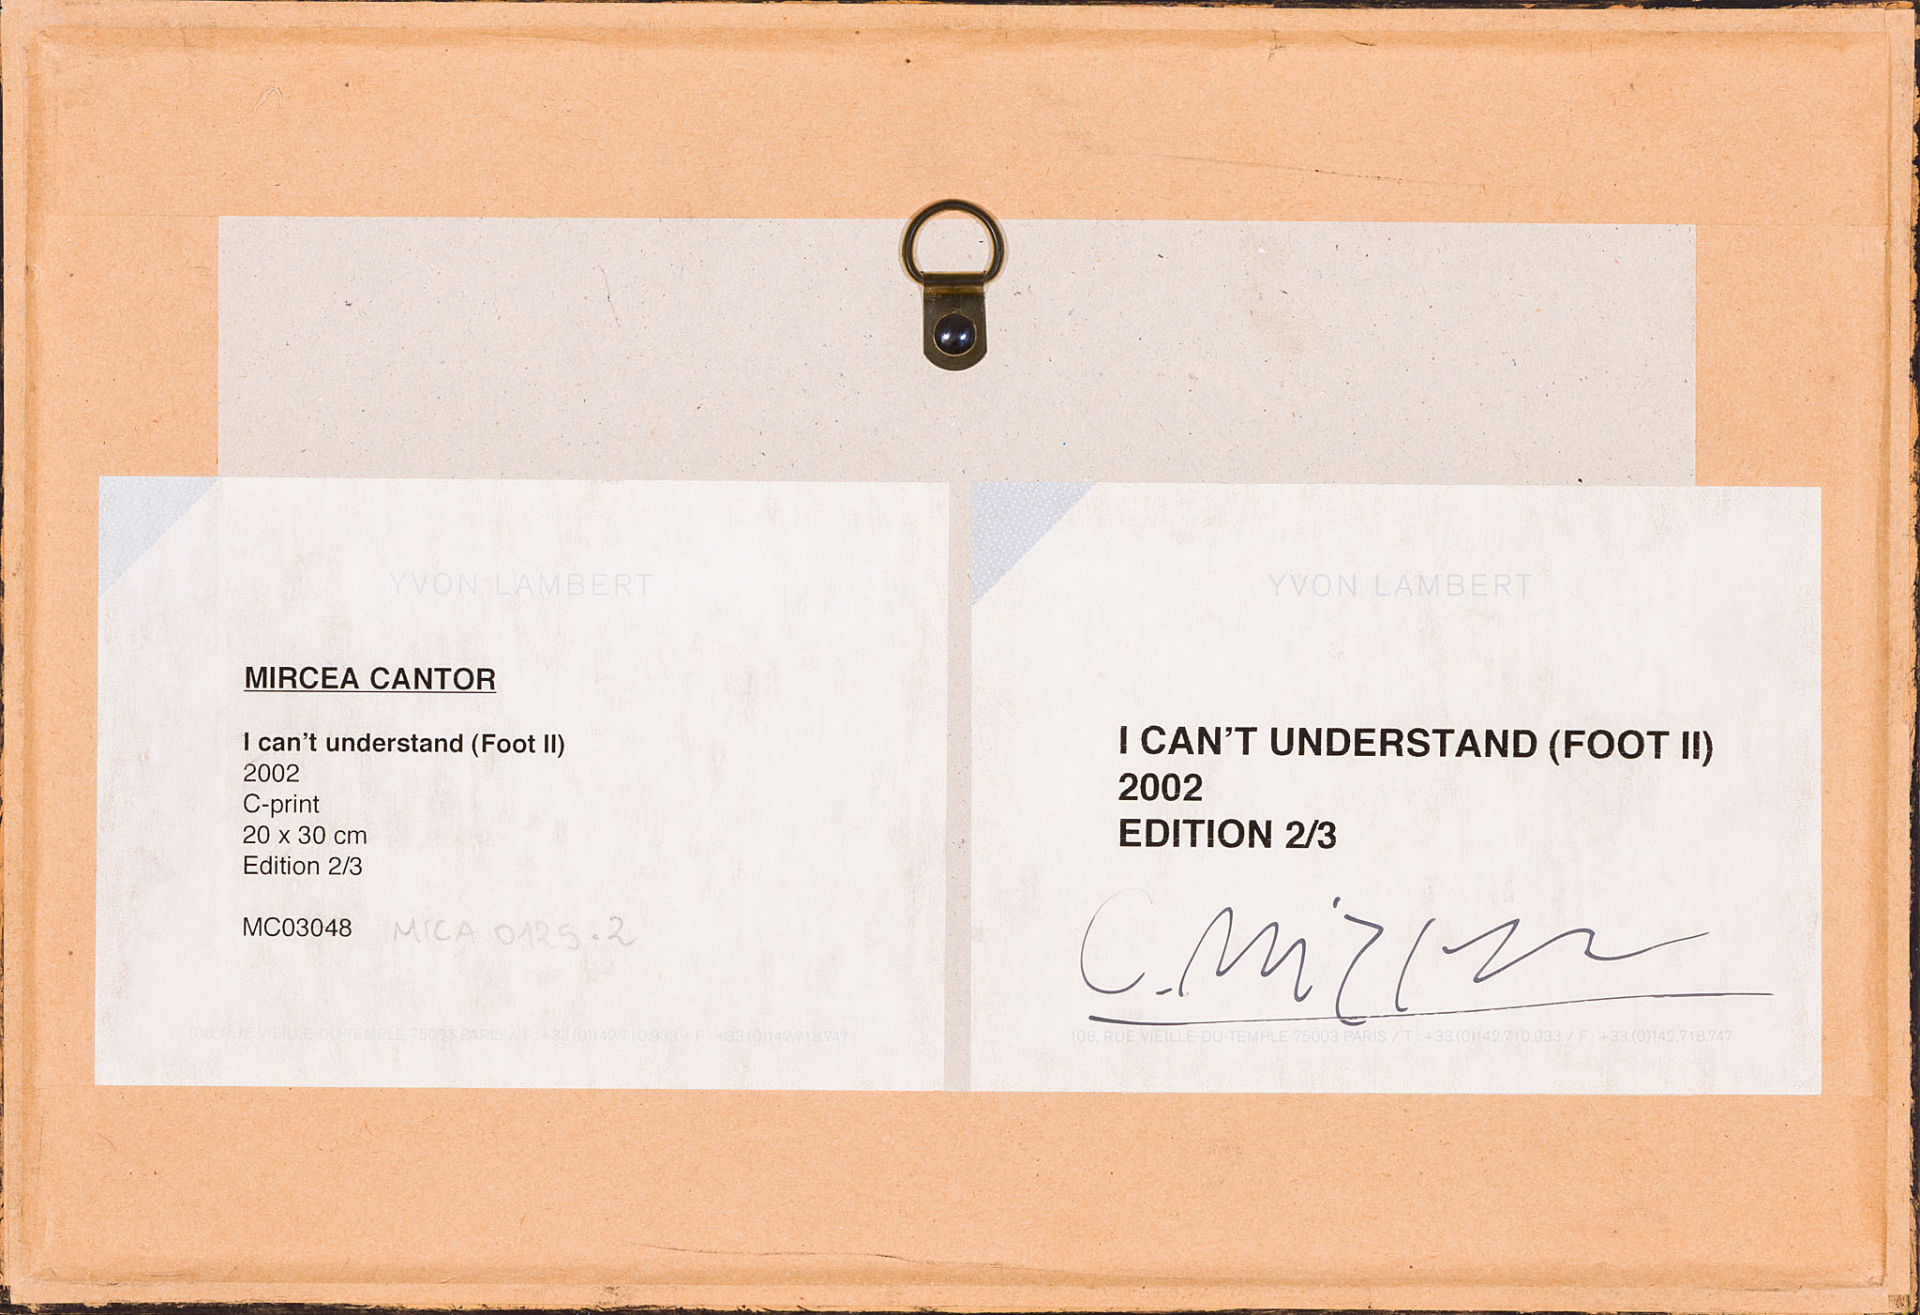 YVON LAMBERT
MIRCEA CANTOR
I can't understand (Foot II)
2002
C-print
20 x 30 cm
Edition 2/3
MC03048 MICA 0125.2
108, RUE VIEILLE-DU-TEMPLE 75003 PARIS / T : +33.(0)142.710.933 / F : +33.(0)142.718.747
YVON LAMBERT
I CAN'T UNDERSTAND (FOOT II)
2002
EDITION 2/3
108, RUE VIEILLE-DU-TEMPLE 75003 PARIS / T : +33.(0)142.710.933 / F : +33.(0)142.718.747